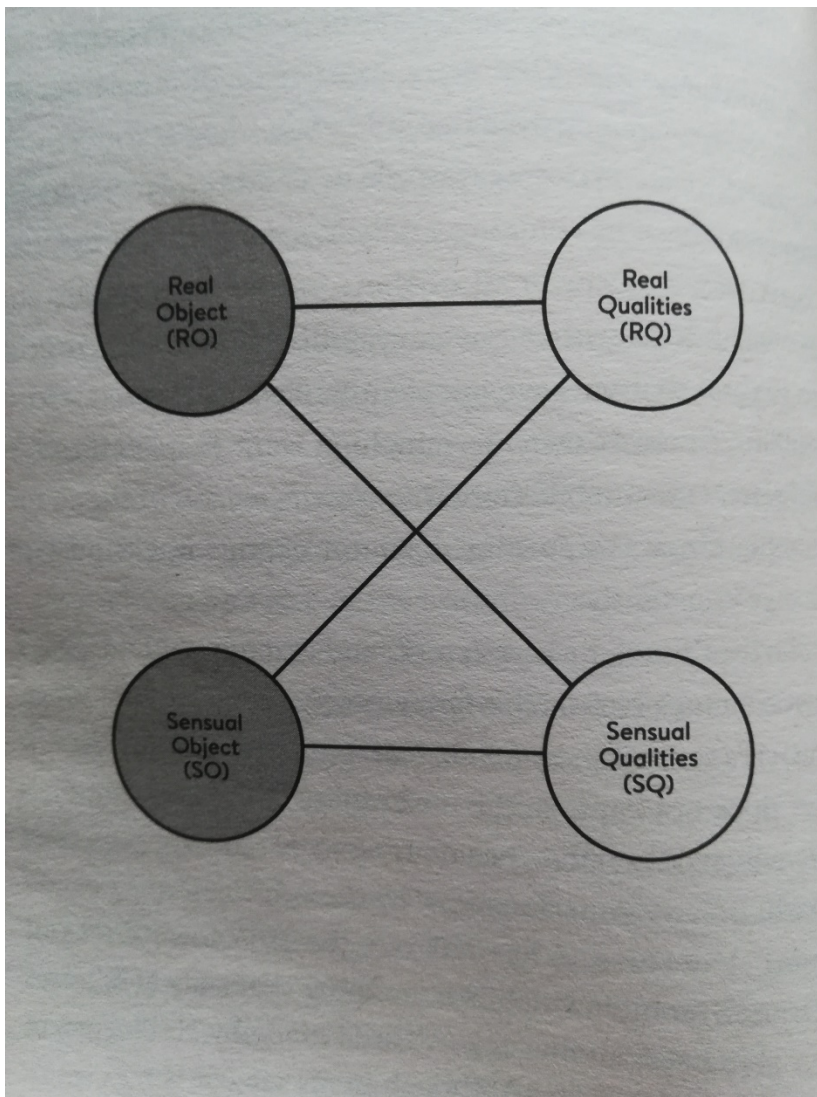 Real
Object
(RO)
Real
Qualities
(RQ)
Sensual
Object
(SO)
Sensual
Qualities
(SQ)